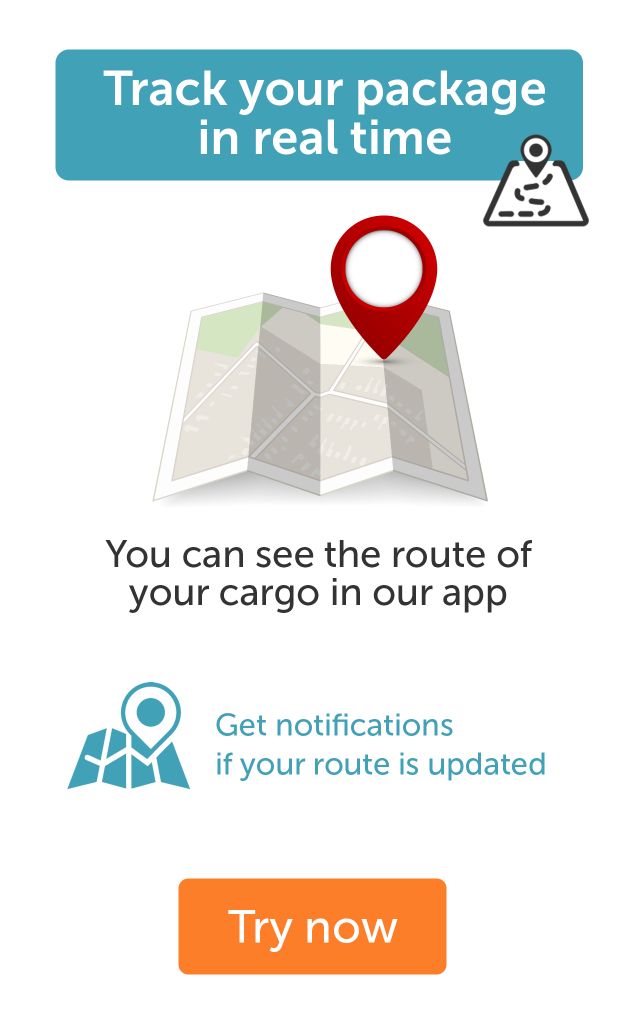 Track your package
in real time
You can see the route of
your cargo in our app
Get notifications
if your route is updated
Try now